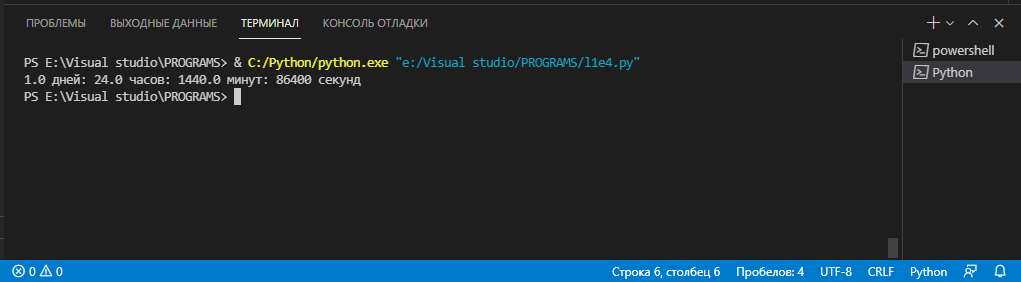 ПРОБЛЕМЫ ВЫХОДНЫЕ ДАННЫЕ ТЕРМИНАЛ КОНСОЛЬ ОТЛАДКИ
PS E:\Visual studio\PROGRAMS> & C:/Python/python.exe "e:/Visual studio/PROGRAMS/l1e4.py"
1.0 дней: 24.0 часов: 1440.0 минут: 86400 секунд
PS E:\Visual studio\PROGRAMS>
powershell
Python
0 0 Строка 6, столбец 6 Пробелов: 4 UTF-8 CRLF Python